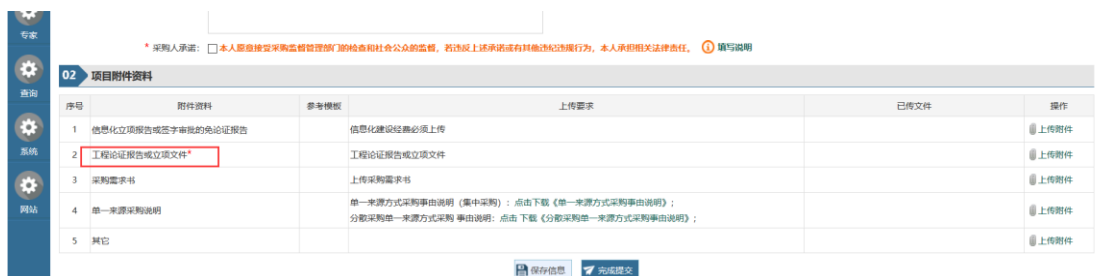 专家
* 采购人承诺： 本人愿意接受采购监督管理部门的检查和社会公众的监督，若违反上述承诺或有其他违纪违规行为，本人承担相关法律责任。 填写说明
查询
系统
网站
02 项目附件资料
序号 附件资料 参考模板 上传要求 已传文件 操作
1 信息化立项报告或签字审批的免论证报告 信息化建设经费必须上传 上传附件
2 工程论证报告或立项文件* 工程论证报告或立项文件 上传附件
3 采购需求书 上传采购需求书 上传附件
4 单一来源采购说明 单一来源方式采购事由说明（集中采购）：点击下载《单一来源方式采购事由说明》；
分散采购单一来源方式采购 事由说明：点击 下载《分散采购单一来源方式采购事由说明》； 上传附件
5 其它 上传附件
保存信息 完成提交